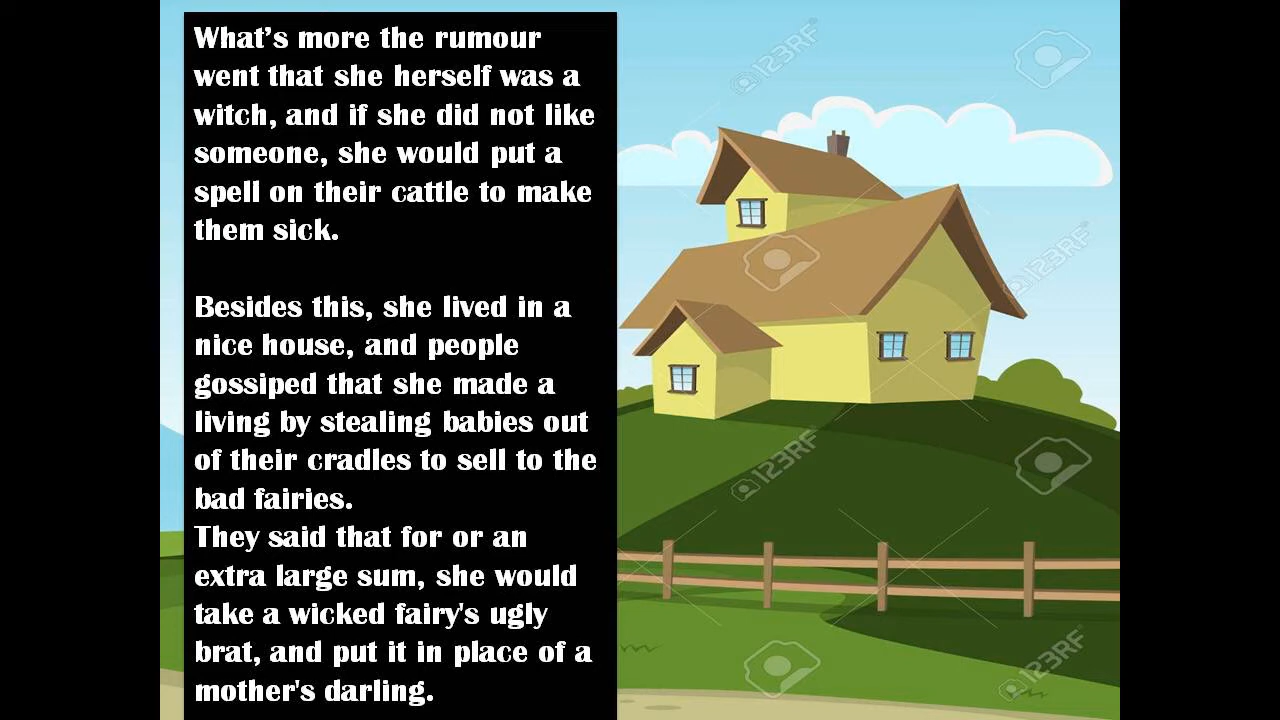 What's more the rumour
went that she herself was a
witch, and if she did not like
someone, she would put a
spell on their cattle to make
them sick.
Besides this, she lived in a
nice house, and people
gossiped that she made a
living by stealing babies out
of their cradles to sell to the
bad fairies.
They said that for or an
extra large sum, she would
take a wicked fairy's ugly
brat, and put it in place of a
mother's darling.
123RF
123RF
123RF
123RF